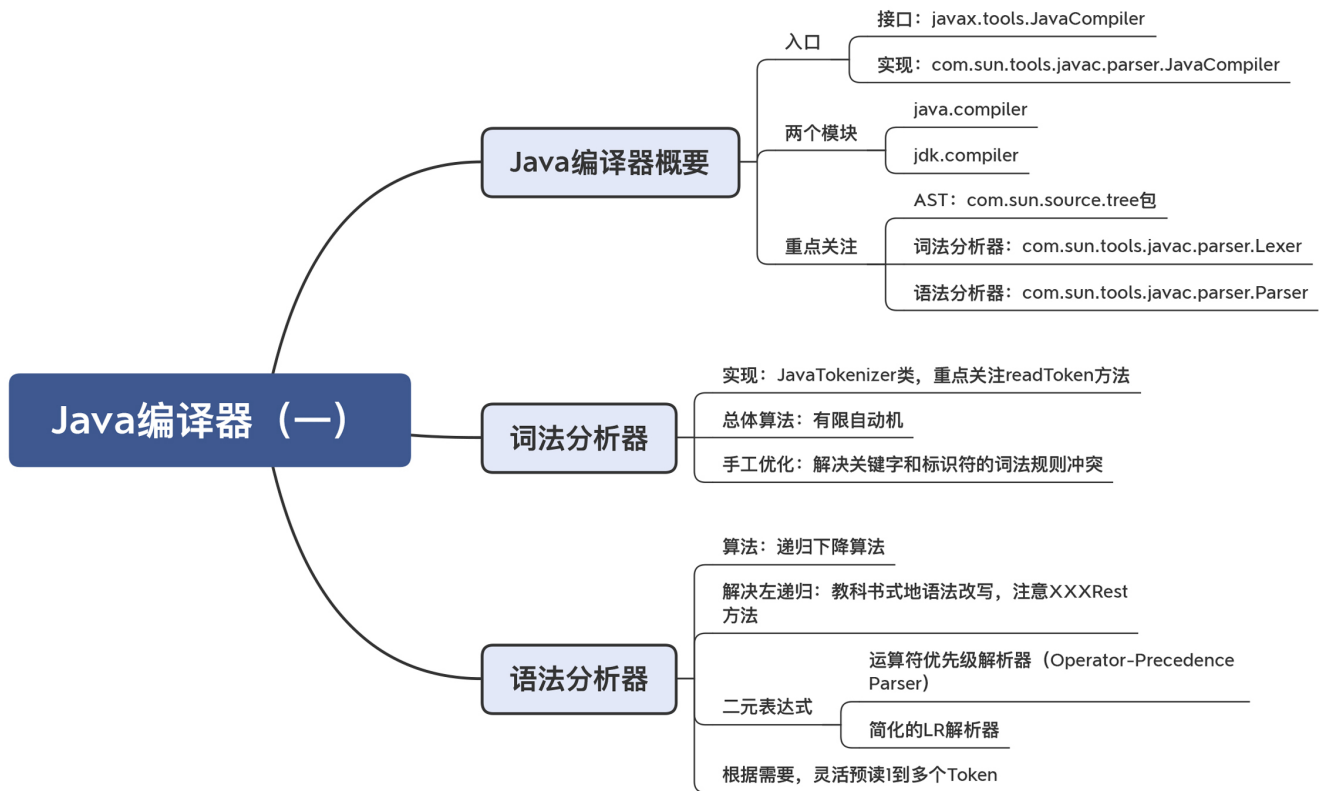 Java编译器（一）
Java编译器概要
入口
接口：javax.tools.JavaCompiler
实现：com.sun.tools.javac.parser.JavaCompiler
两个模块
java.compiler
jdk.compiler
重点关注
AST：com.sun.source.tree包
词法分析器：com.sun.tools.javac.parser.Lexer
语法分析器：com.sun.tools.javac.parser.Parser
词法分析器
实现：JavaTokenizer类，重点关注readToken方法
总体算法：有限自动机
手工优化：解决关键字和标识符的词法规则冲突
语法分析器
算法：递归下降算法
解决左递归：教科书式地语法改写，注意XXXRest
方法
二元表达式
运算符优先级解析器（Operator-Precedence
Parser）
简化的LR解析器
根据需要，灵活预读1到多个Token